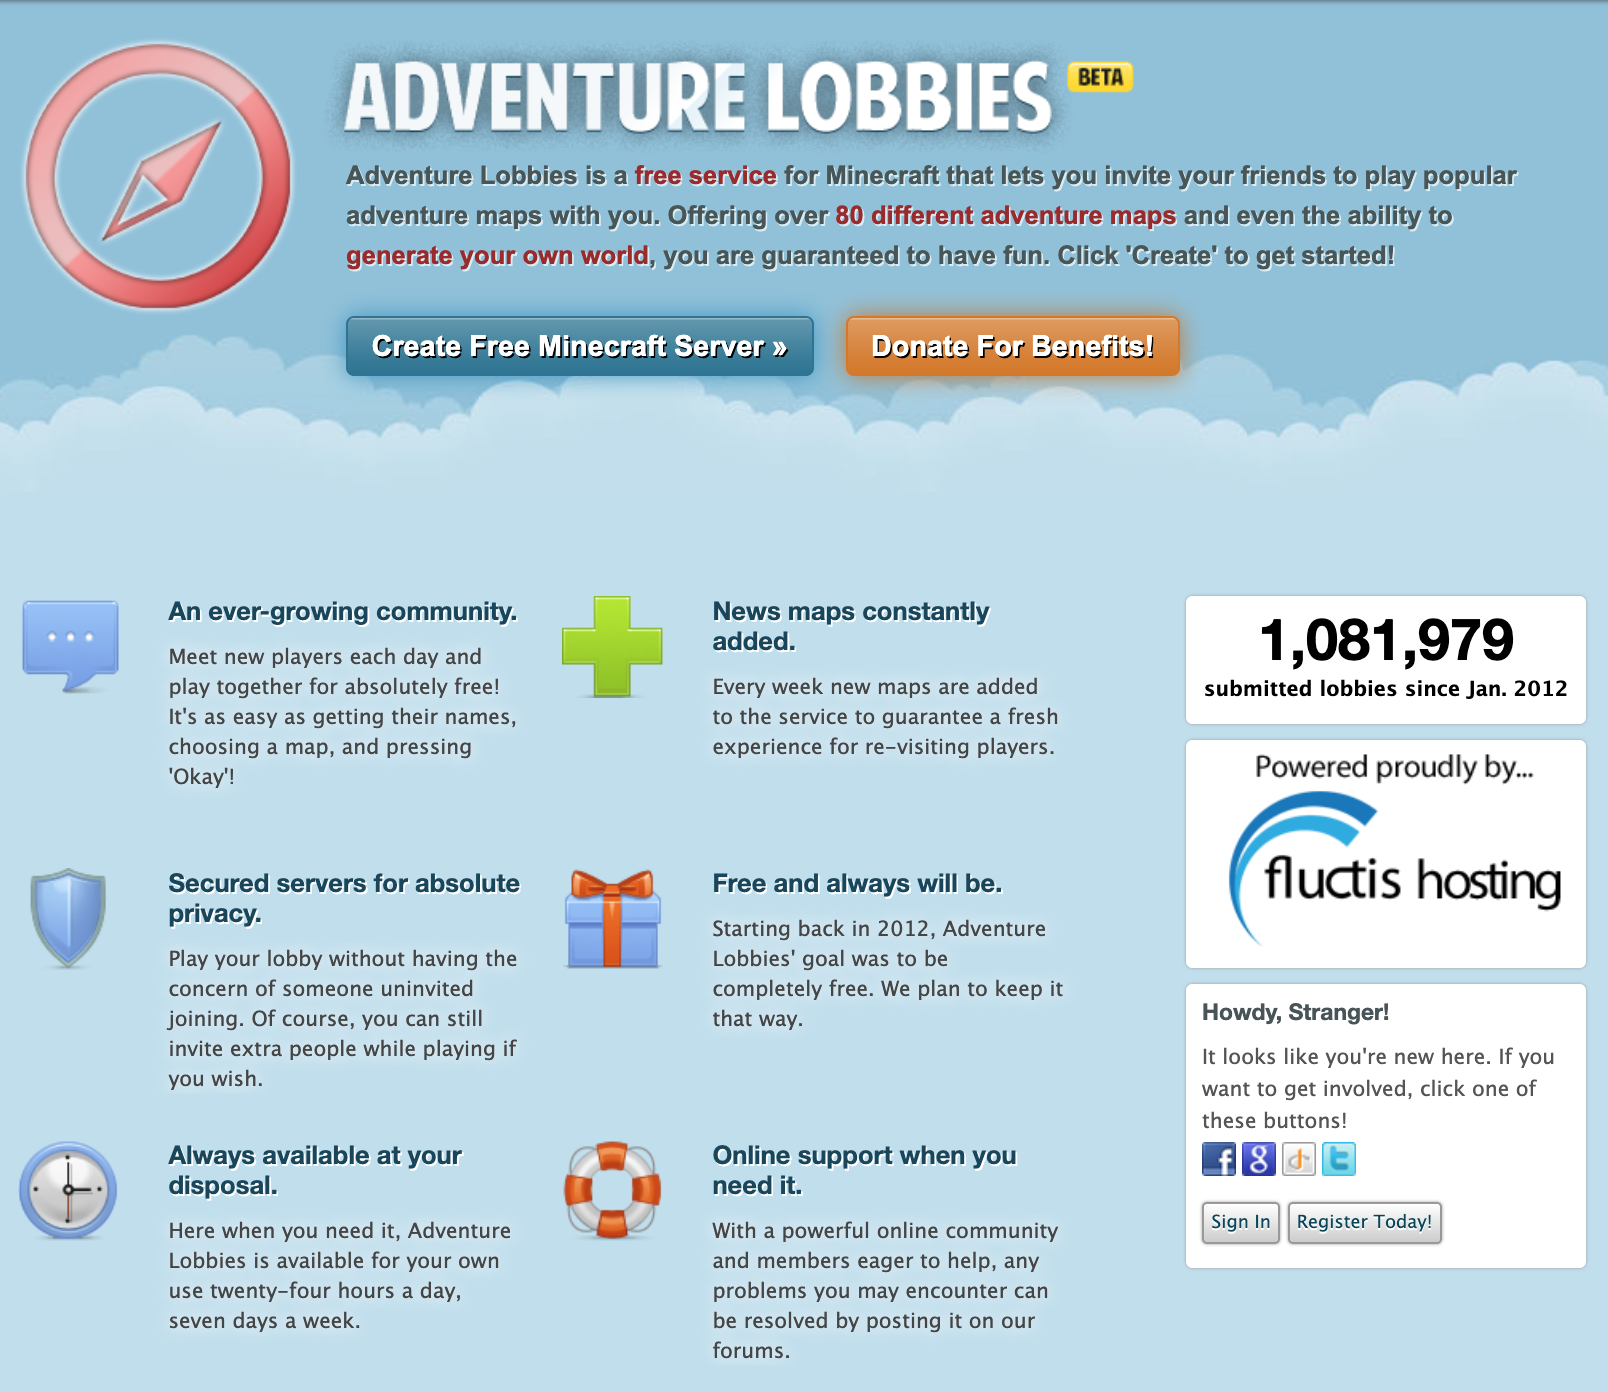 ADVENTURE LOBBIES BETA
Adventure Lobbies is a free service for Minecraft that lets you invite your friends to play popular
adventure maps with you. Offering over 80 different adventure maps and even the ability to
generate your own world, you are guaranteed to have fun. Click 'Create' to get started!
Create Free Minecraft Server »
Donate For Benefits!
An ever-growing community.
Meet new players each day and
play together for absolutely free!
It's as easy as getting their names,
choosing a map, and pressing
'Okay'!
News maps constantly
added.
Every week new maps are added
to the service to guarantee a fresh
experience for re-visiting players.
Secured servers for absolute
privacy.
Play your lobby without having the
concern of someone uninvited
joining. Of course, you can still
invite extra people while playing if
you wish.
Free and always will be.
Starting back in 2012, Adventure
Lobbies' goal was to be
completely free. We plan to keep it
that way.
Always available at your
disposal.
Here when you need it, Adventure
Lobbies is available for your own
use twenty-four hours a day,
seven days a week.
Online support when you
need it.
With a powerful online community
and members eager to help, any
problems you may encounter can
be resolved by posting it on our
forums.
1,081,979
submitted lobbies since Jan. 2012
Powered proudly by...
fluctis hosting
Howdy, Stranger!
It looks like you're new here. If you
want to get involved, click one of
these buttons!
Sign In
Register Today!